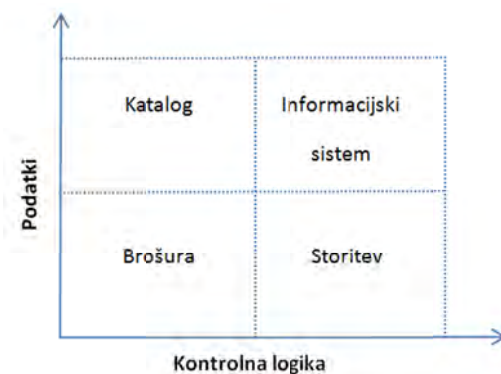 Katalog
Informacijski
sistem
Podatki
Brošura
Storitev
Kontrolna logika